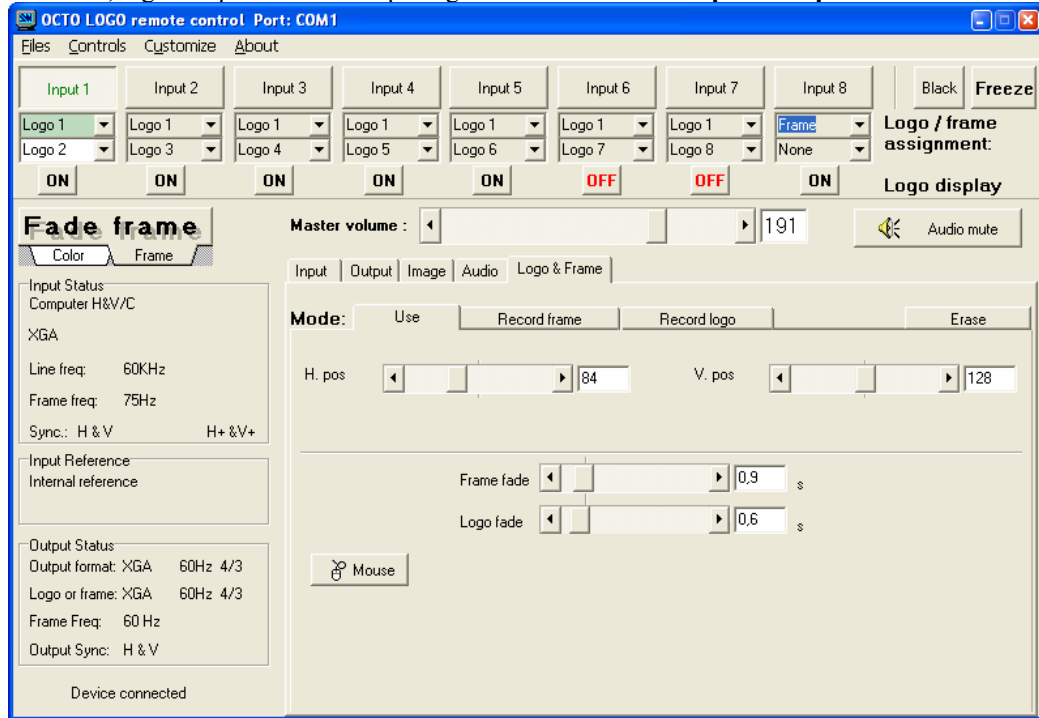 OCTO LOGO remote control Port: COM1
Files Controls Customize About
Input 1 Input 2 Input 3 Input 4 Input 5 Input 6 Input 7 Input 8 Black Freeze
Logo 1 Logo 1 Logo 1 Logo 1 Logo 1 Logo 1 Logo 1 Frame Logo / frame
Logo 2 Logo 3 Logo 4 Logo 5 Logo 6 Logo 7 Logo 8 None assignment:
ON ON ON ON ON OFF OFF ON Logo display
Fade frame Master volume : 191 Audio mute
Color Frame
Input Output Image Audio Logo & Frame
Input Status
Computer H&V/C
Mode: Use Record frame Record logo Erase
XGA
Line freq: 60KHz
H. pos 84 V. pos 128
Frame freq: 75Hz
Sync.: H & V H+ &V+
Input Reference
Internal reference
Frame fade 0,9 s
Logo fade 0,6 s
Output Status
Output format: XGA 60Hz 4/3
Mouse
Logo or frame: XGA 60Hz 4/3
Frame Freq: 60 Hz
Output Sync: H & V
Device connected